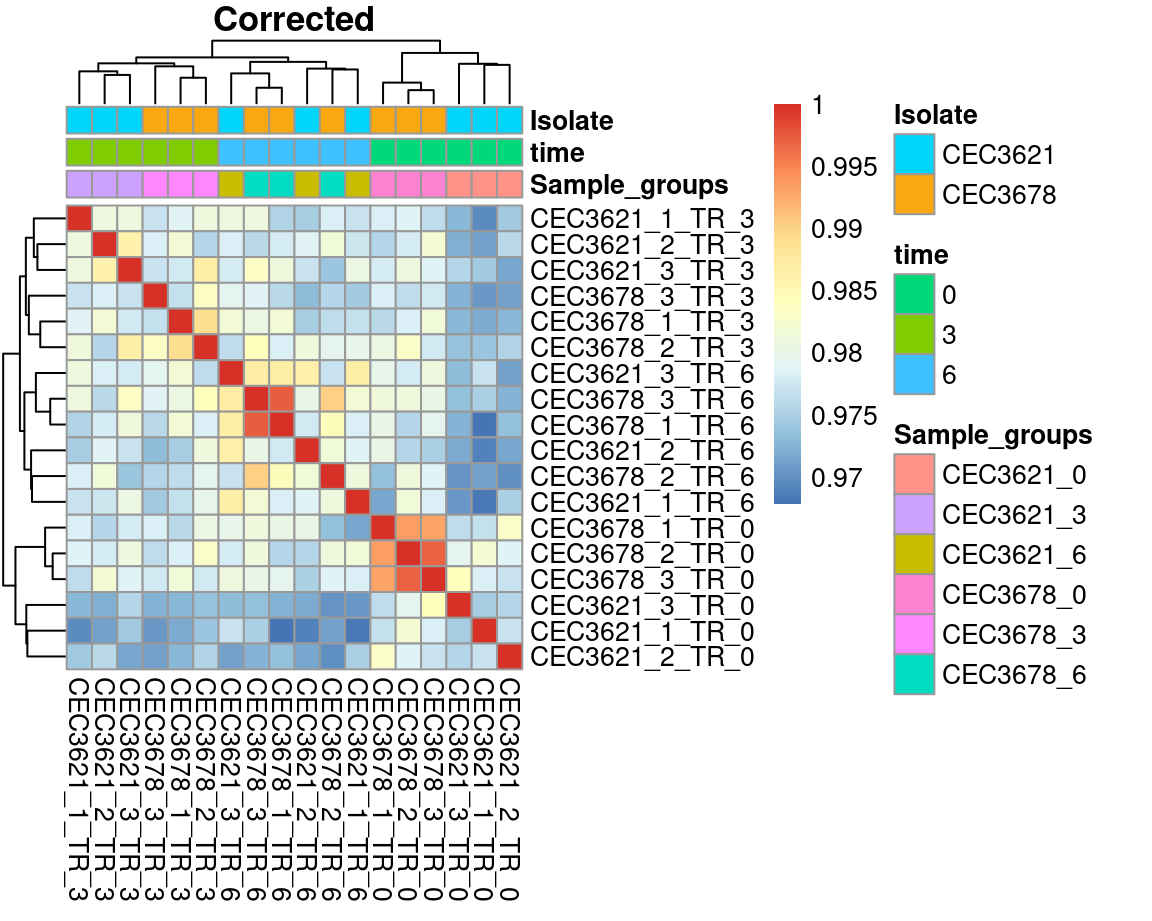 Corrected
Isolate
time
Sample_groups
CEC3621_1_TR_3
CEC3621_2_TR_3
CEC3621_3_TR_3
CEC3678_3_TR_3
CEC3678_1_TR_3
CEC3678_2_TR_3
CEC3621_3_TR_6
CEC3678_3_TR_6
CEC3678_1_TR_6
CEC3621_2_TR_6
CEC3678_2_TR_6
CEC3621_1_TR_6
CEC3678_1_TR_0
CEC3678_2_TR_0
CEC3678_3_TR_0
CEC3621_3_TR_0
CEC3621_1_TR_0
CEC3621_2_TR_0
CEC3621_1_TR_3
CEC3621_2_TR_3
CEC3621_3_TR_3
CEC3678_3_TR_3
CEC3678_1_TR_3
CEC3678_2_TR_3
CEC3621_3_TR_6
CEC3678_3_TR_6
CEC3678_1_TR_6
CEC3621_2_TR_6
CEC3678_2_TR_6
CEC3621_1_TR_6
CEC3678_1_TR_0
CEC3678_2_TR_0
CEC3678_3_TR_0
CEC3621_3_TR_0
CEC3621_1_TR_0
CEC3621_2_TR_0
1
0.995
0.99
0.985
0.98
0.975
0.97
Isolate
CEC3621
CEC3678
time
0
3
6
Sample_groups
CEC3621_0
CEC3621_3
CEC3621_6
CEC3678_0
CEC3678_3
CEC3678_6